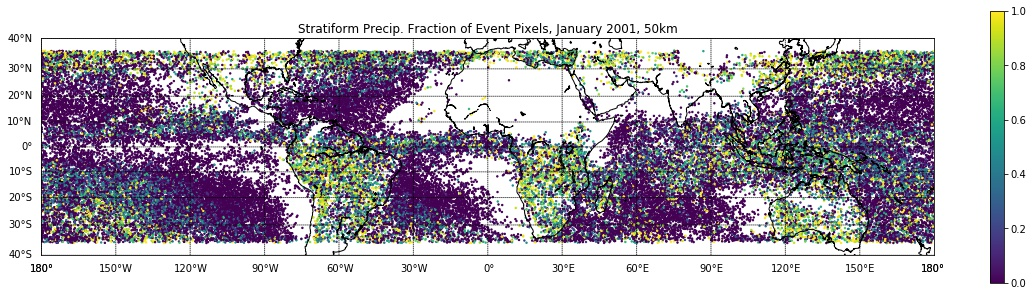 Stratiform Precip. Fraction of Event Pixels, January 2001, 50km
1.0
40°N
30°N
0.8
20°N
10°N
0.6
0°
10°S
0.4
20°S
30°S
0.2
40°S
180° 150°W 120°W 90°W 60°W 30°W 0° 30°E 60°E 90°E 120°E 150°E 180°
0.0